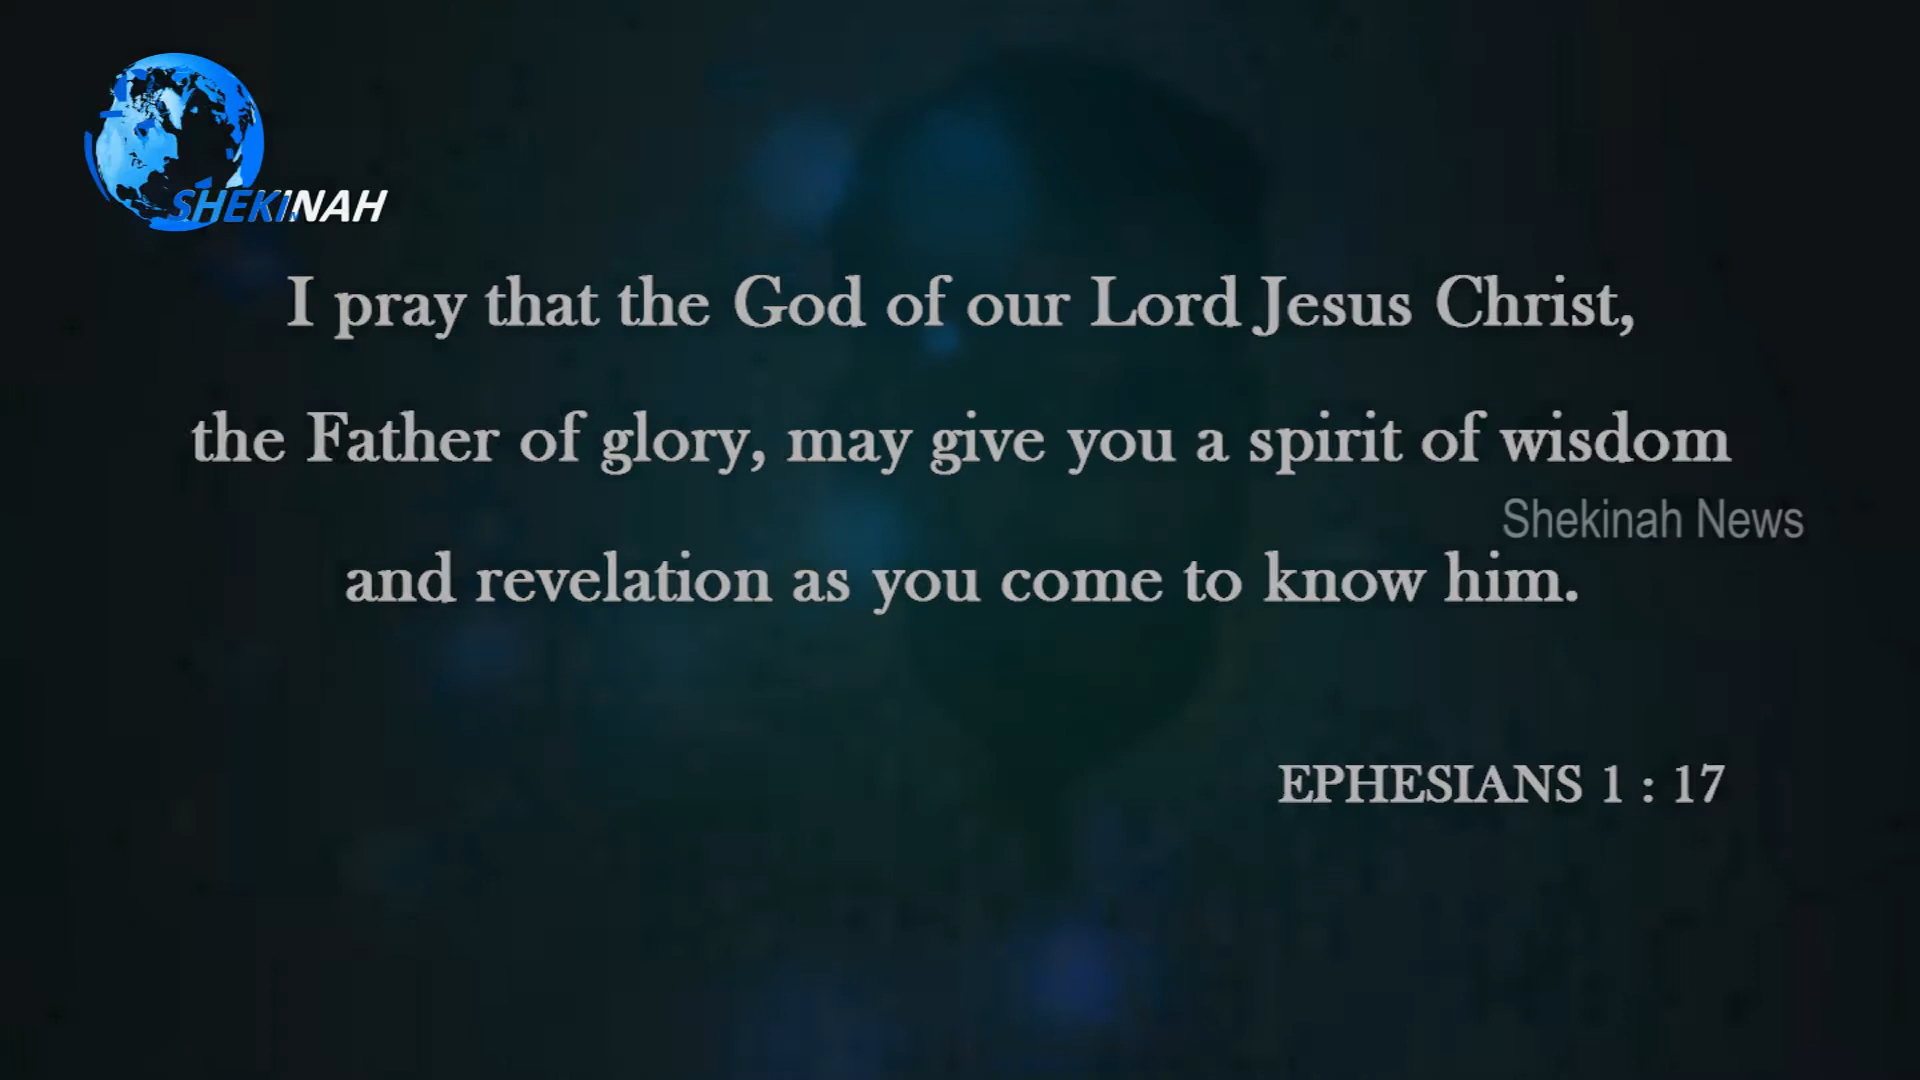 SHEKINAH
I pray that the God of our Lord Jesus Christ,
the Father of glory, may give you a spirit of wisdom
Shekinah News
and revelation as you come to know him.
EPHESIANS 1 : 17